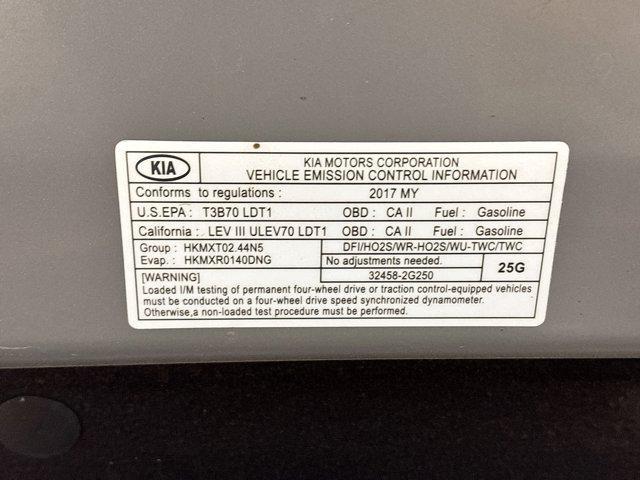 KIA
KIA MOTORS CORPORATION
VEHICLE EMISSION CONTROL INFORMATION
Conforms to regulations : 2017 MY
U.S.EPA : T3B70 LDT1 OBD : CA II Fuel : Gasoline
California : LEV III ULEV70 LDT1 OBD : CA II Fuel : Gasoline
Group : HKMXT02.44N5 DFI/HO2S/WR-HO2S/WU-TWC/TWC
Evap. : HKMXR0140DNG No adjustments needed.
32458-2G250 25G
[WARNING]
Loaded I/M testing of permanent four-wheel drive or traction control-equipped vehicles
must be conducted on a four-wheel drive speed synchronized dynamometer.
Otherwise,a non-loaded test procedure must be performed.